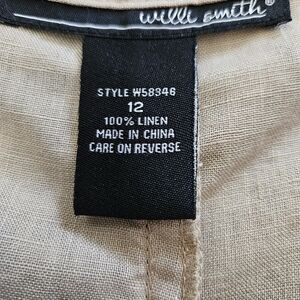 willi smith®
STYLE W58346
12
100% LINEN
MADE IN CHINA
CARE ON REVERSE